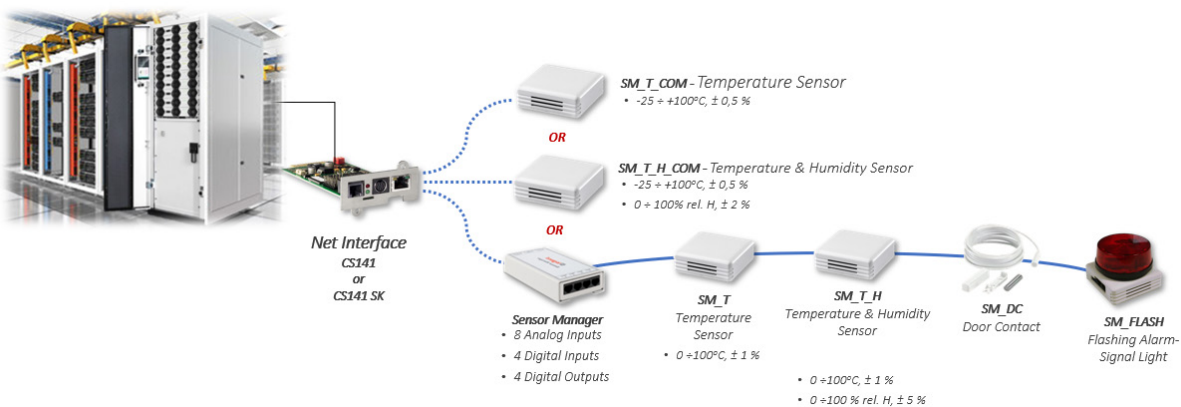 SM_T_COM - Temperature Sensor
• -25 ÷ +100°C, ± 0,5 %
OR
SM_T_H_COM - Temperature & Humidity Sensor
• -25 ÷ +100°C, ± 0,5 %
• 0 ÷ 100% rel. H, ± 2 %
OR
Net Interface
CS141
or
CS141 SK
Sensor Manager
• 8 Analog Inputs
• 4 Digital Inputs
• 4 Digital Outputs
SM_T
Temperature
Sensor
• 0 ÷100°C, ± 1 %
SM_T_H
Temperature & Humidity
Sensor
• 0 ÷100°C, ± 1 %
• 0 ÷100 % rel. H, ± 5 %
SM_DC
Door Contact
SM_FLASH
Flashing Alarm-
Signal Light